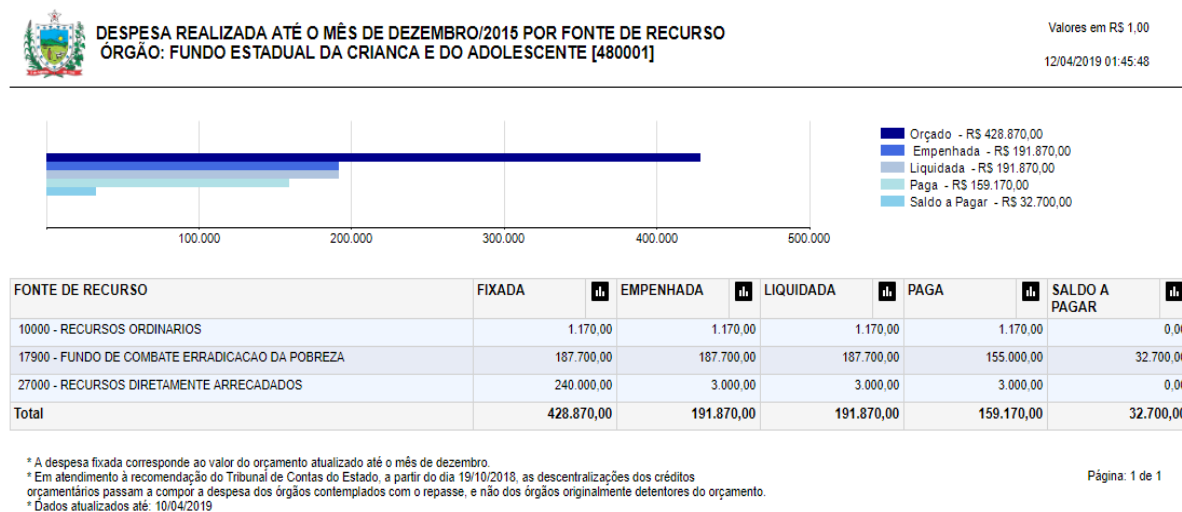 DESPESA REALIZADA ATÉ O MÊS DE DEZEMBRO/2015 POR FONTE DE RECURSO
ÓRGÃO: FUNDO ESTADUAL DA CRIANCA E DO ADOLESCENTE [480001]
Valores em R$ 1,00
12/04/2019 01:45:48
Orçado - R$ 428.870,00
Empenhada - R$ 191.870,00
Liquidada - R$ 191.870,00
Paga - R$ 159.170,00
Saldo a Pagar - R$ 32.700,00
100.000 200.000 300.000 400.000 500.000
FONTE DE RECURSO FIXADA EMPENHADA LIQUIDADA PAGA SALDO A PAGAR
10000 - RECURSOS ORDINARIOS 1.170,00 1.170,00 1.170,00 1.170,00 0,00
17900 - FUNDO DE COMBATE ERRADICACAO DA POBREZA 187.700,00 187.700,00 187.700,00 155.000,00 32.700,00
27000 - RECURSOS DIRETAMENTE ARRECADADOS 240.000,00 3.000,00 3.000,00 3.000,00 0,00
Total 428.870,00 191.870,00 191.870,00 159.170,00 32.700,00
* A despesa fixada corresponde ao valor do orçamento atualizado até o mês de dezembro.
* Em atendimento à recomendação do Tribunal de Contas do Estado, a partir do dia 19/10/2018, as descentralizações dos créditos
orçamentários passam a compor a despesa dos órgãos contemplados com o repasse, e não dos órgãos originalmente detentores do orçamento.
* Dados atualizados até: 10/04/2019
Página: 1 de 1